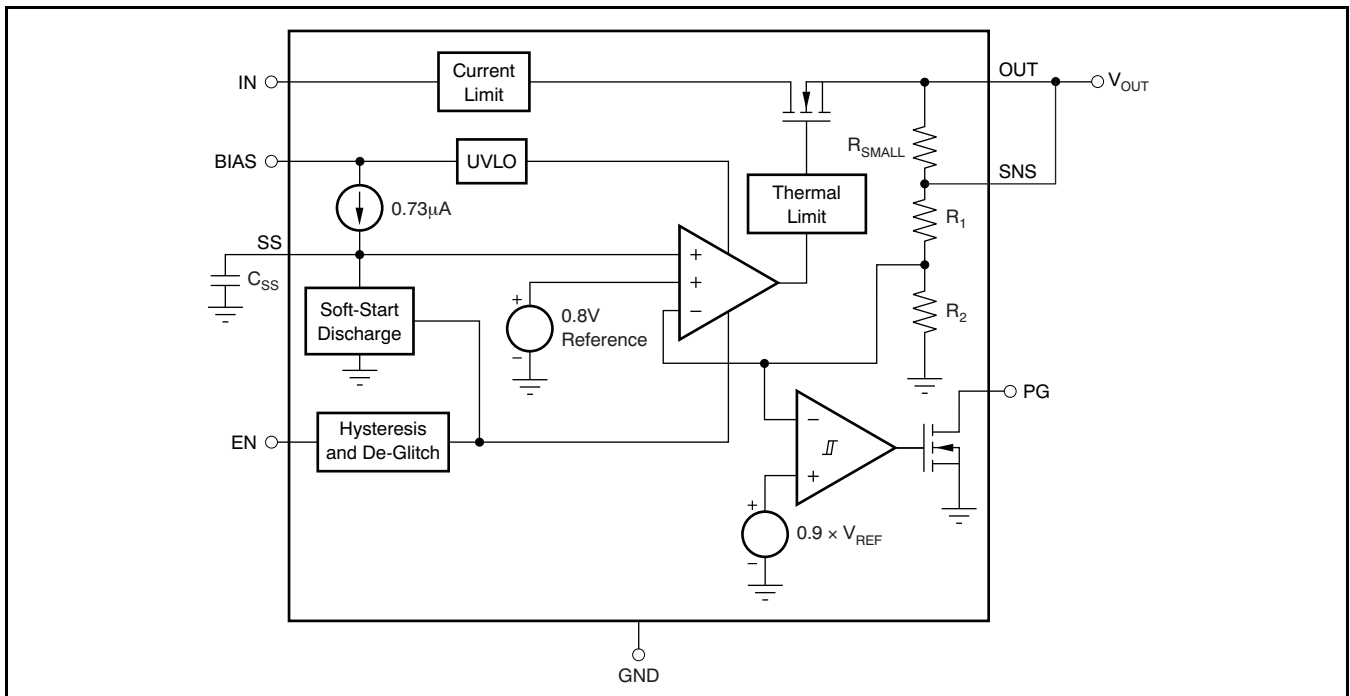 IN
Current
Limit
OUT
V_OUT
BIAS
UVLO
R_SMALL
SNS
0.73µA
Thermal
Limit
R_1
SS
C_SS
+
+
−
Soft-Start
Discharge
+
0.8V
Reference
−
R_2
PG
EN
Hysteresis
and De-Glitch
−
+
+
0.9 × V_REF
−
GND